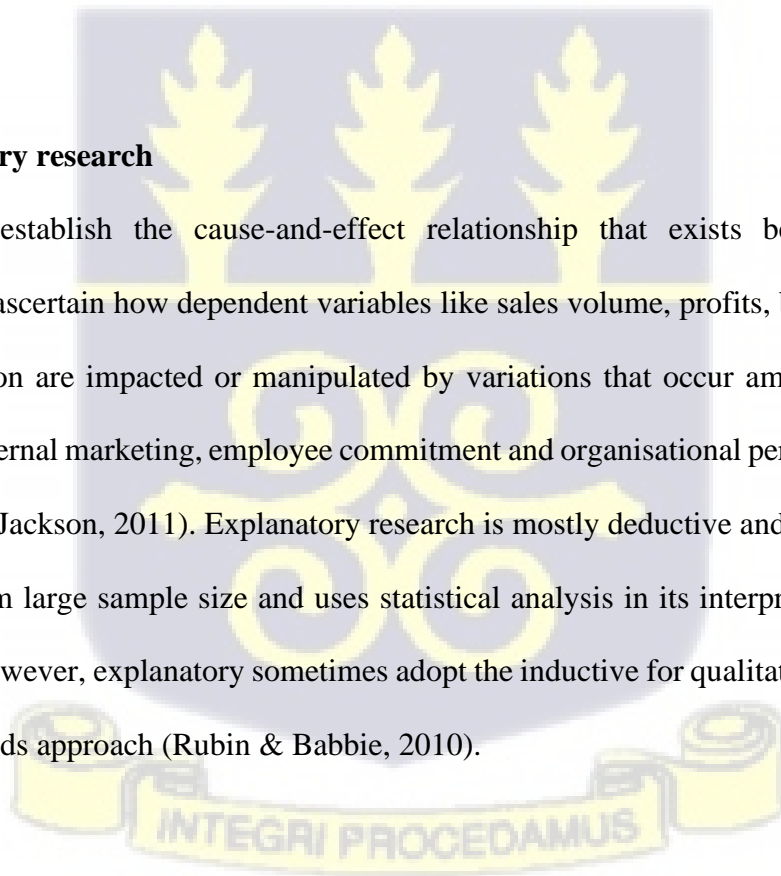 ry research
establish the cause-and-effect relationship that exists b
ascertain how dependent variables like sales volume, profits,
on are impacted or manipulated by variations that occur am
ernal marketing, employee commitment and organisational per
Jackson, 2011). Explanatory research is mostly deductive and
m large sample size and uses statistical analysis in its interpr
wever, explanatory sometimes adopt the inductive for qualitat
ds approach (Rubin & Babbie, 2010).
INTEGRI PROCEDAMUS